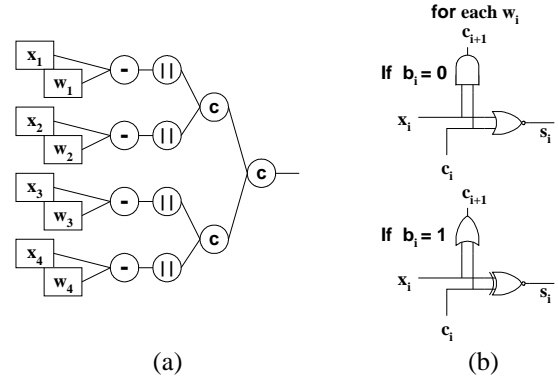 x₁
w₁
-
||
x₂
w₂
-
||
c
c
x₃
w₃
-
||
x₄
w₄
-
||
c
(a)
for each wᵢ
cᵢ₊₁
If bᵢ = 0
xᵢ
sᵢ
cᵢ
cᵢ₊₁
If bᵢ = 1
xᵢ
sᵢ
cᵢ
(b)